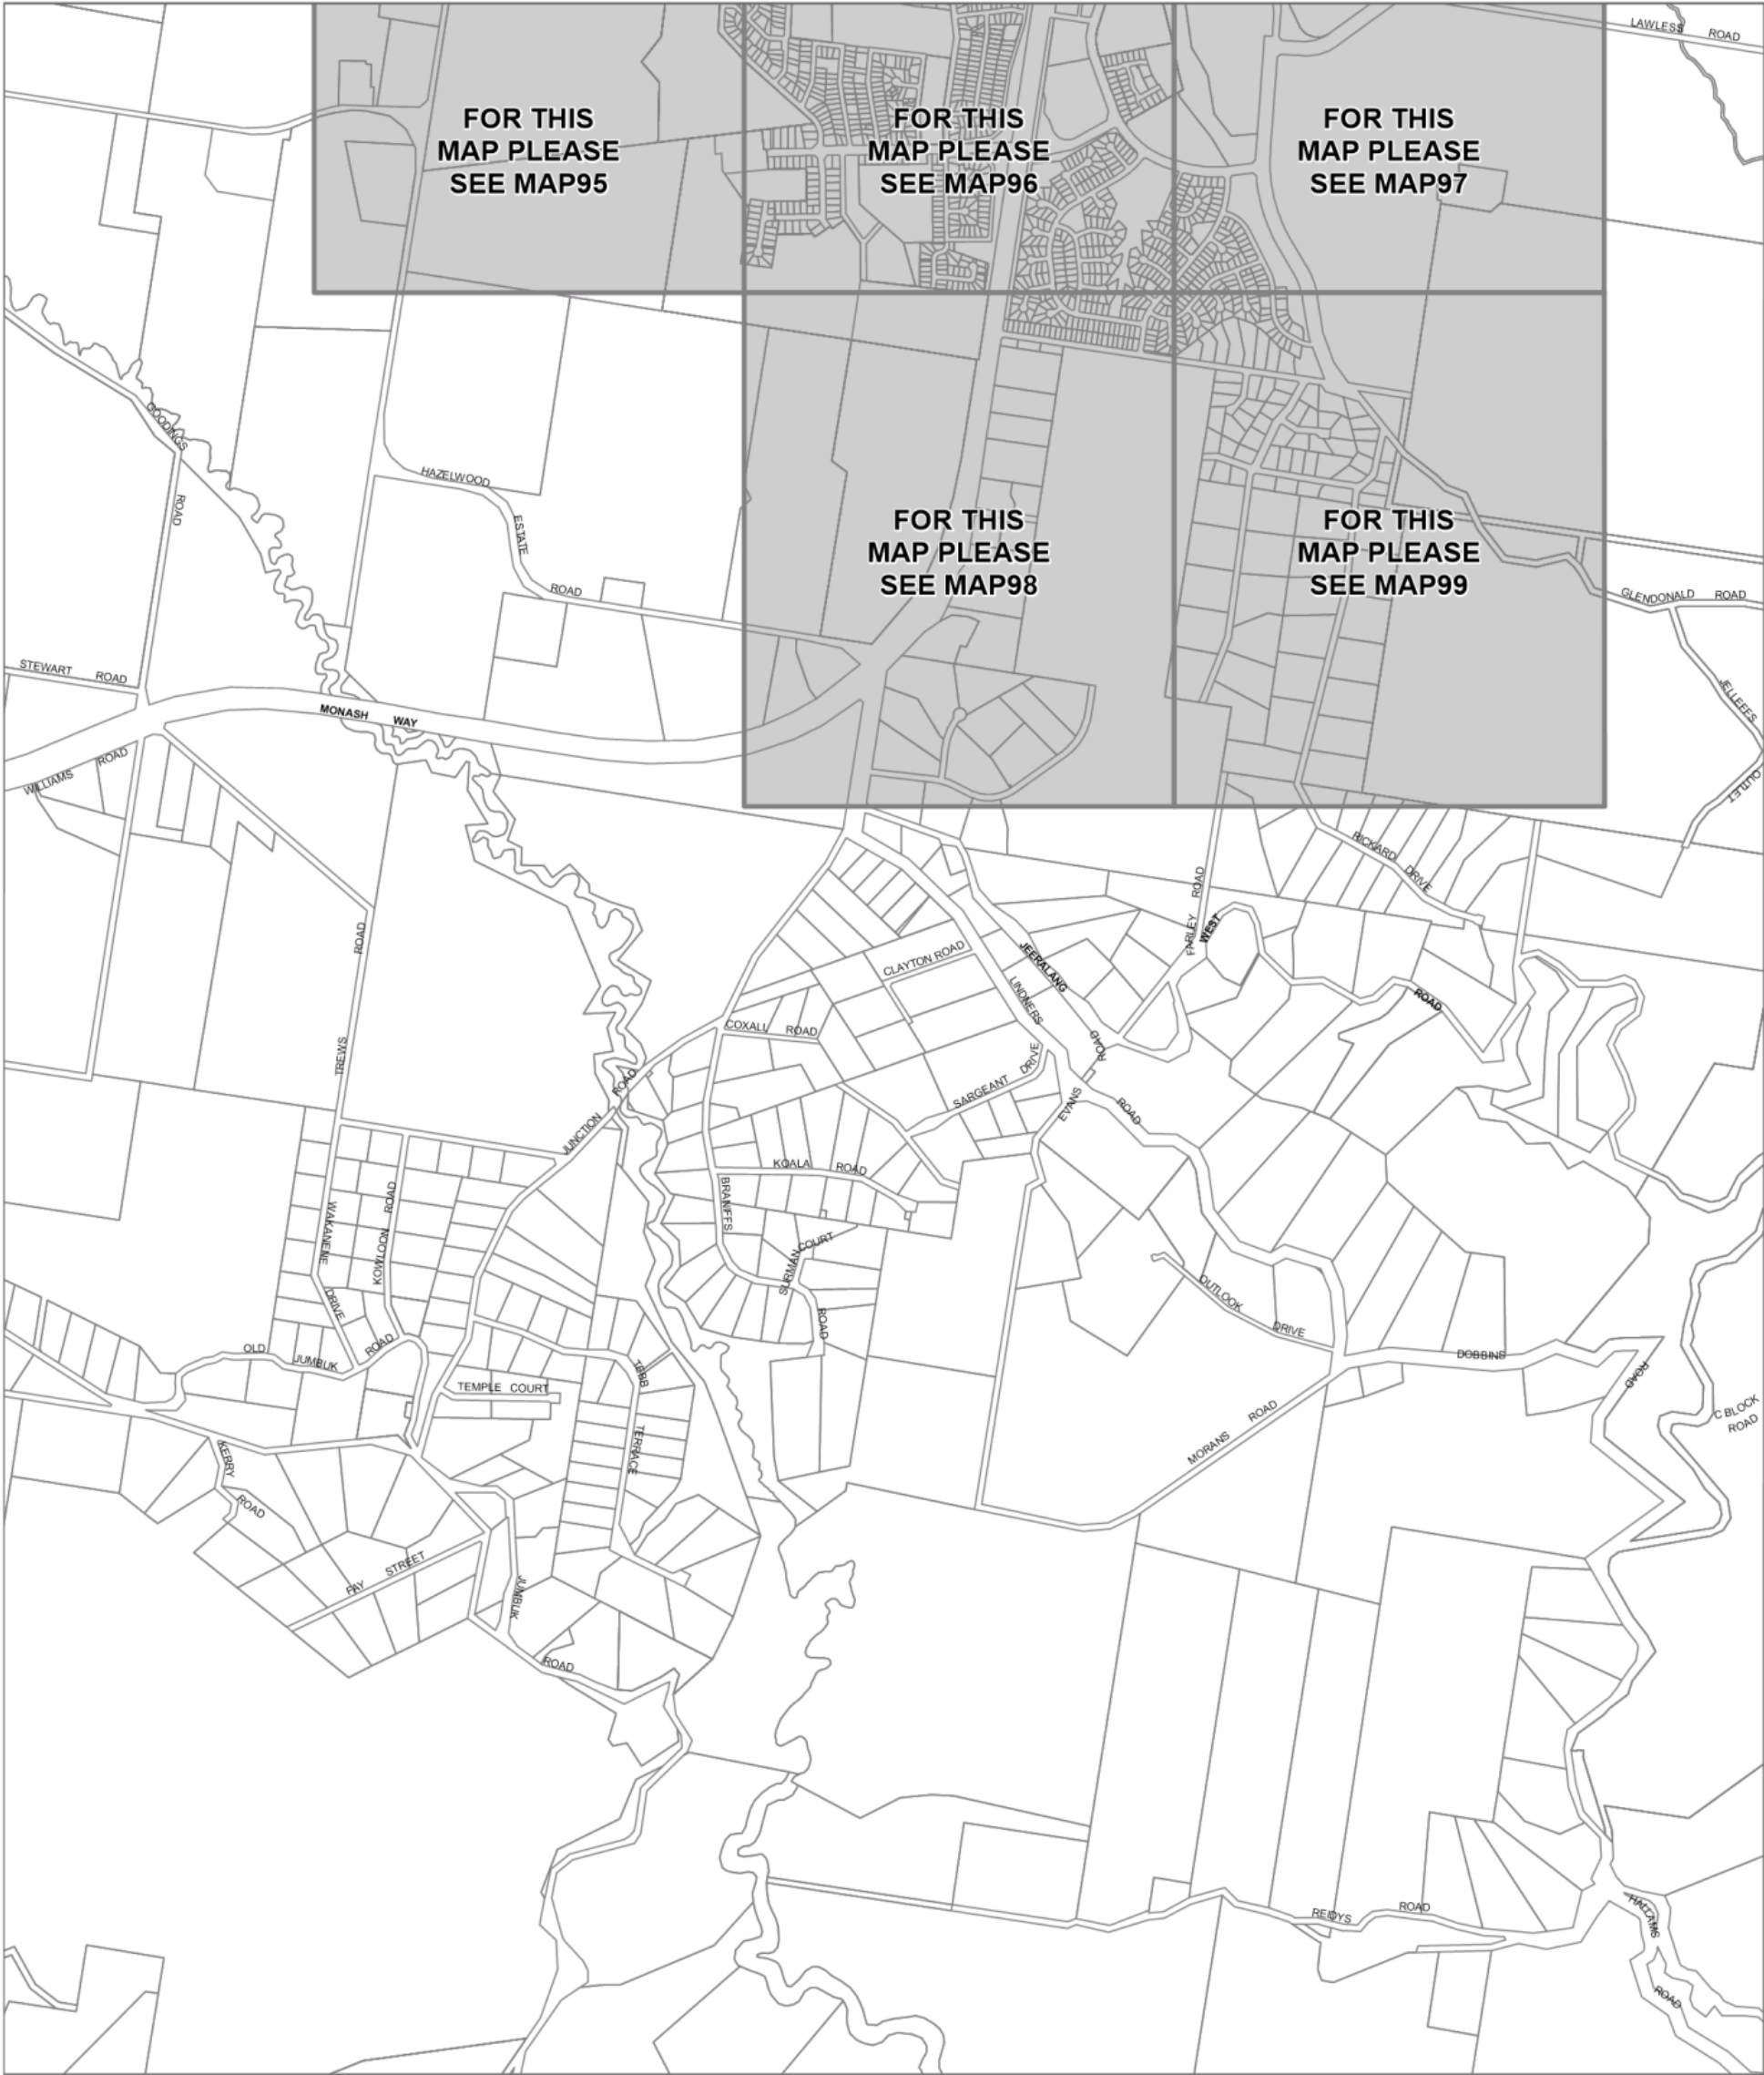 LAWLESS ROAD
FOR THIS
MAP PLEASE
SEE MAP95
FOR THIS
MAP PLEASE
SEE MAP96
FOR THIS
MAP PLEASE
SEE MAP97
GOODINGS
ROAD
HAZELWOOD
ESTATE
ROAD
FOR THIS
MAP PLEASE
SEE MAP98
FOR THIS
MAP PLEASE
SEE MAP99
GLENDONALD ROAD
STEWART ROAD
JELLEFFS
OUTLET
MONASH WAY
WILLIAMS ROAD
RICKARD
DRIVE
FARLEY ROAD
WEST
TREWS ROAD
CLAYTON ROAD
JEERALANG
LINDNERS
ROAD
ROAD
COXALL ROAD
JUNCTION ROAD
SARGEANT DRIVE
EVANS
ROAD
KOALA ROAD
BRANIFFS
WAKANENE
DRIVE
KOWLOON ROAD
SURMAN COURT
ROAD
OUTLOOK
DRIVE
OLD
JUMBUK
ROAD
TEMPLE COURT
TEBB
TERRACE
DOBBINS
ROAD
C BLOCK
ROAD
MORANS ROAD
KERRY
ROAD
FAY STREET
JUMBUK
ROAD
REIDYS ROAD
HALLAMS
ROAD